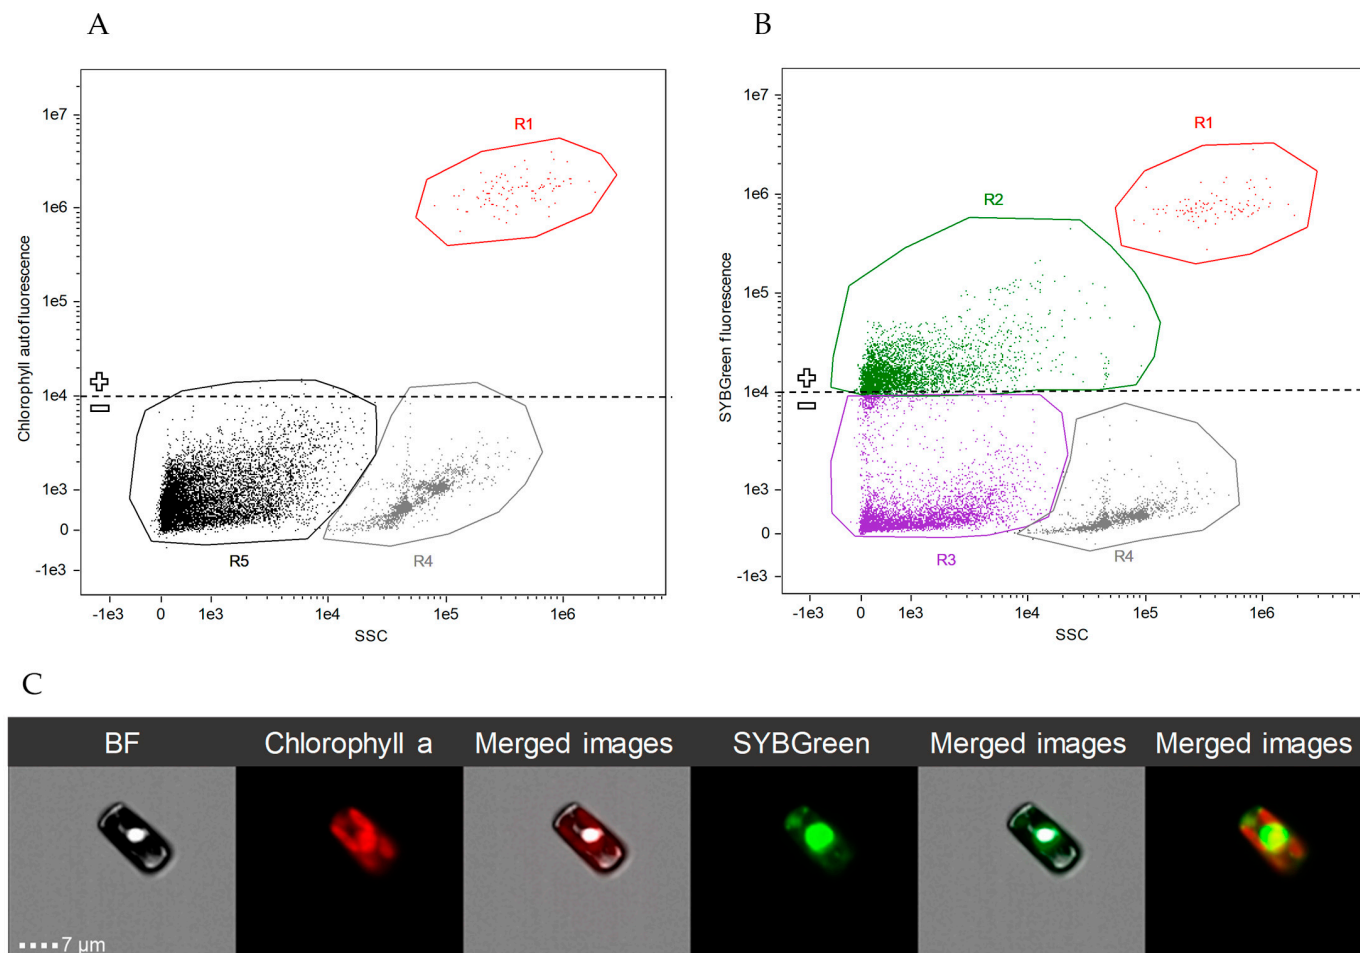 A
B
Chlorophyll autofluorescence
1e7
1e6
1e5
1e4
1e3
0
-1e3
R1
R5
R4
-1e3
0
1e3
1e4
1e5
1e6
SSC
SYBGreen fluorescence
1e7
1e6
1e5
1e4
1e3
0
-1e3
R1
R2
R3
R4
-1e3
0
1e3
1e4
1e5
1e6
SSC
C
BF
Chlorophyll a
Merged images
SYBGreen
Merged images
Merged images
7 µm